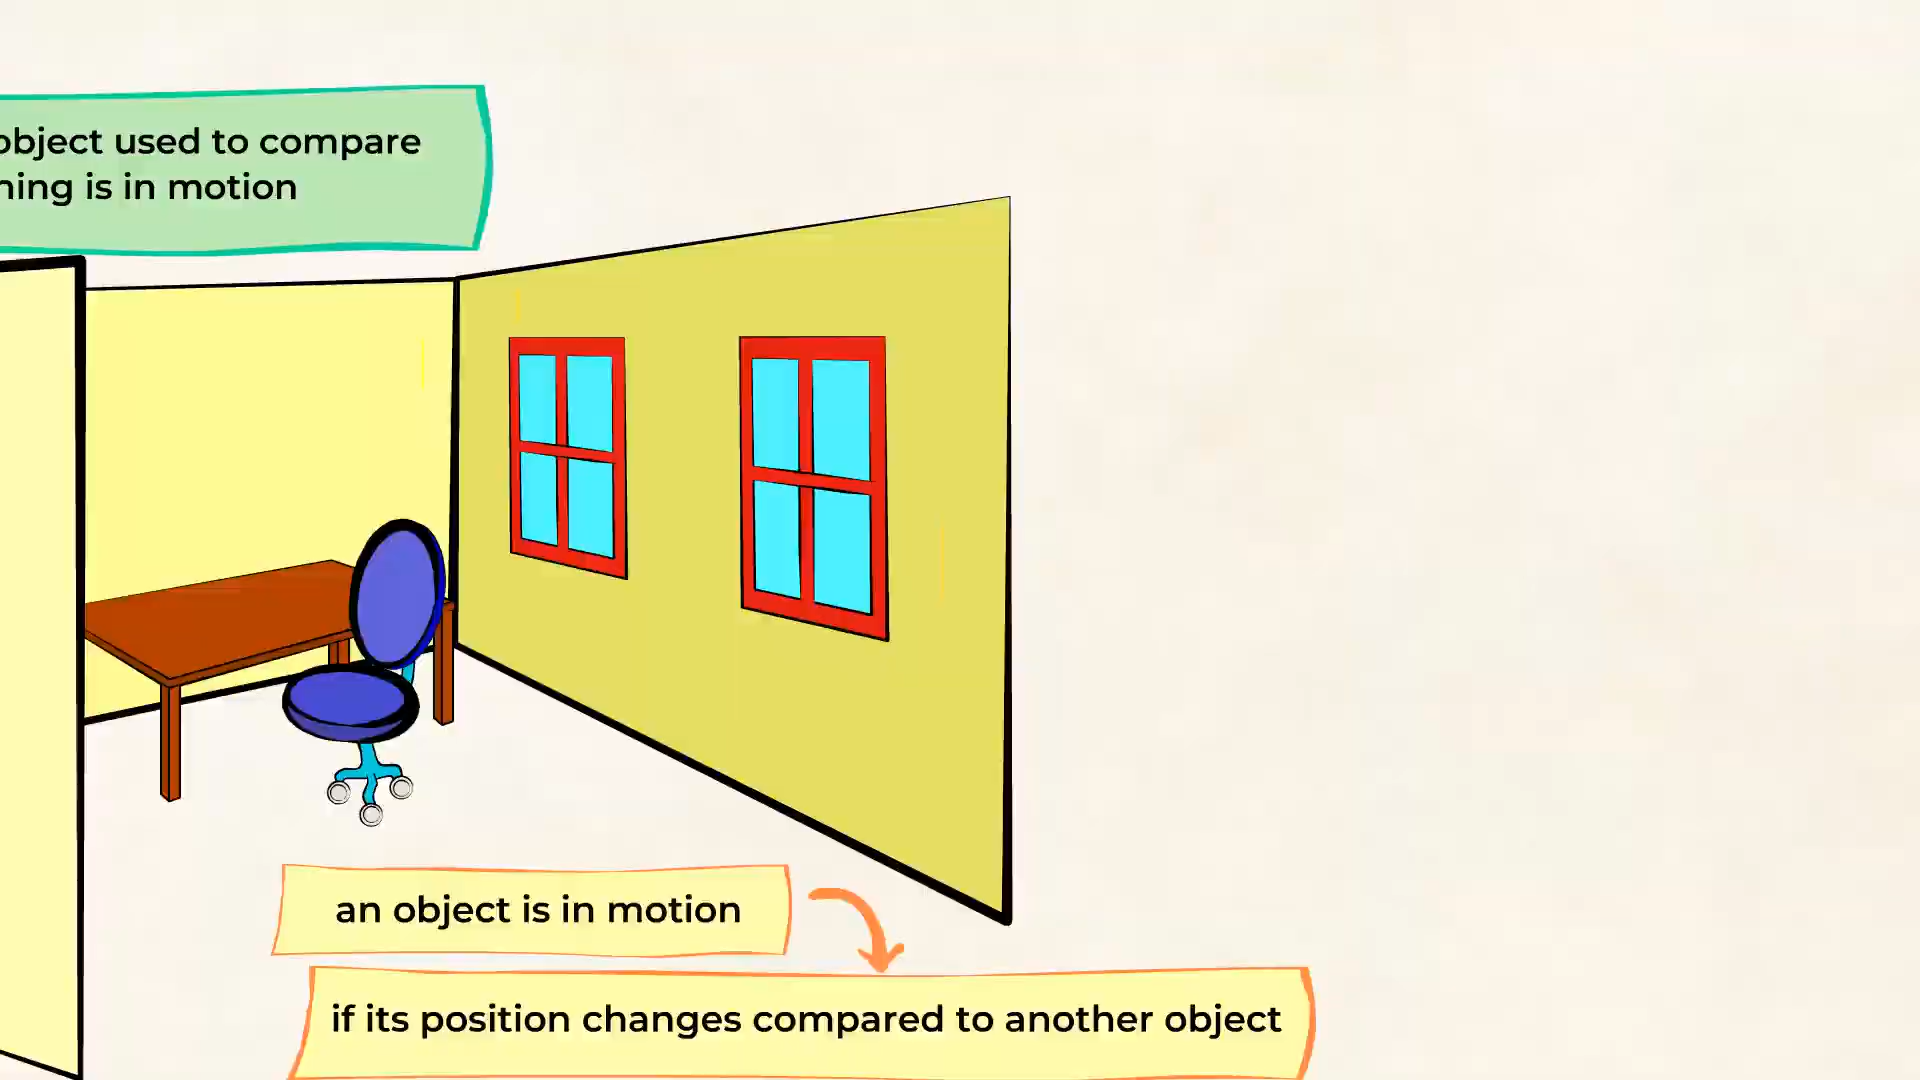 object used to compare
is in motion
an object is in motion
if its position changes compared to another object